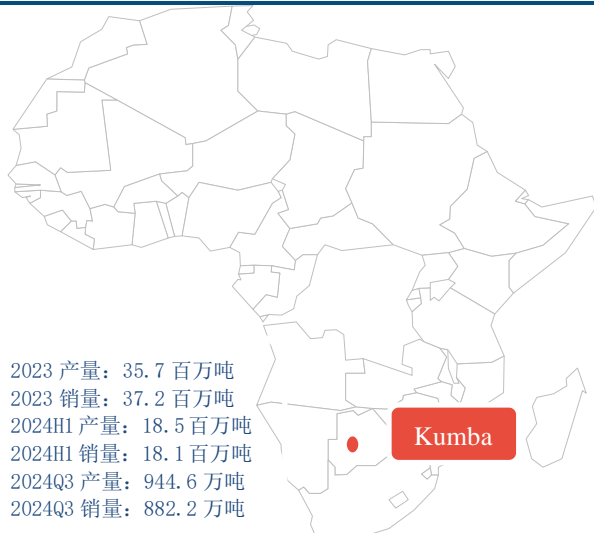 2023 产量：35.7 百万吨
2023 销量：37.2 百万吨
2024H1 产量：18.5 百万吨
2024H1 销量：18.1 百万吨
2024Q3 产量：944.6 万吨
2024Q3 销量：882.2 万吨
Kumba